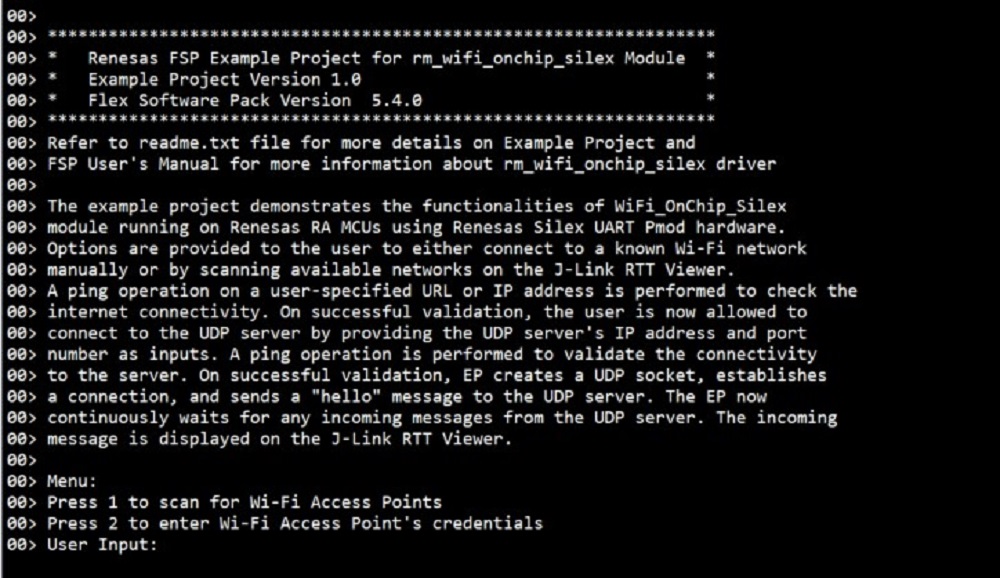 00>
00> *******************************************************************
00> *   Renesas FSP Example Project for rm_wifi_onchip_silex Module  *
00> *   Example Project Version 1.0                                   *
00> *   Flex Software Pack Version  5.4.0                             *
00> *******************************************************************
00> Refer to readme.txt file for more details on Example Project and
00> FSP User's Manual for more information about rm_wifi_onchip_silex driver
00>
00> The example project demonstrates the functionalities of WiFi_OnChip_Silex
00> module running on Renesas RA MCUs using Renesas Silex UART Pmod hardware.
00> Options are provided to the user to either connect to a known Wi-Fi network
00> manually or by scanning available networks on the J-Link RTT Viewer.
00> A ping operation on a user-specified URL or IP address is performed to check the
00> internet connectivity. On successful validation, the user is now allowed to
00> connect to the UDP server by providing the UDP server's IP address and port
00> number as inputs. A ping operation is performed to validate the connectivity
00> to the server. On successful validation, EP creates a UDP socket, establishes
00> a connection, and sends a "hello" message to the UDP server. The EP now
00> continuously waits for any incoming messages from the UDP server. The incoming
00> message is displayed on the J-Link RTT Viewer.
00>
00> Menu:
00> Press 1 to scan for Wi-Fi Access Points
00> Press 2 to enter Wi-Fi Access Point's credentials
00> User Input: